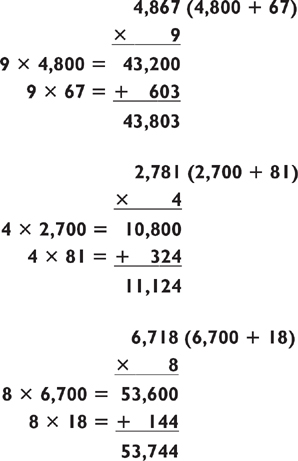 4,867 (4,800 + 67)
× 9
9 × 4,800 = 43,200
9 × 67 = + 603
43,803
2,781 (2,700 + 81)
× 4
4 × 2,700 = 10,800
4 × 81 = + 324
11,124
6,718 (6,700 + 18)
× 8
8 × 6,700 = 53,600
8 × 18 = + 144
53,744